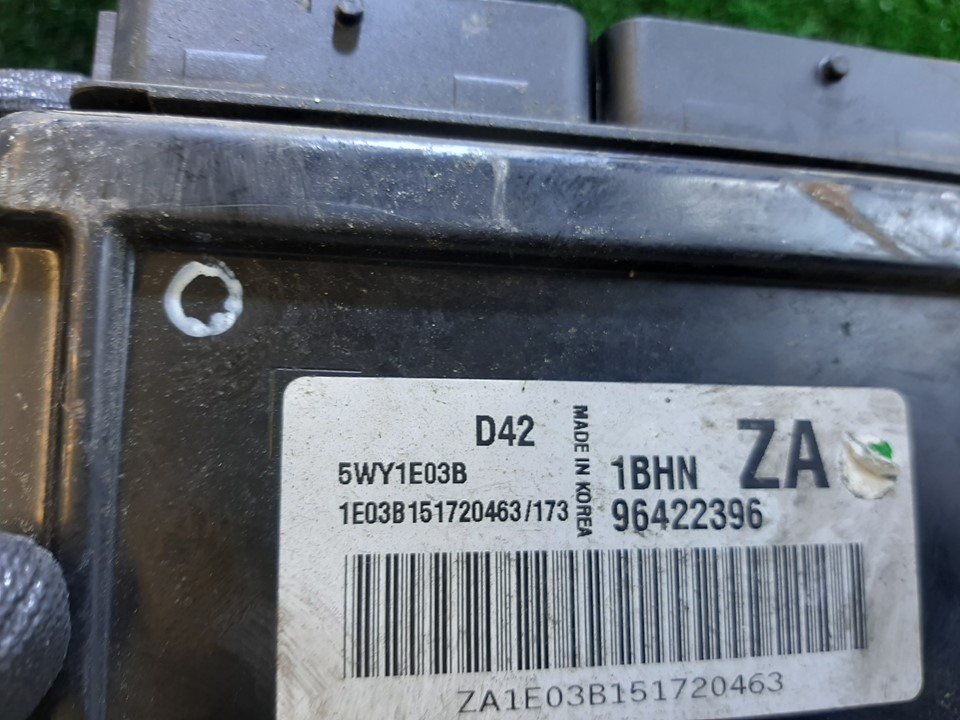 D42
5WY1E03B
1E03B151720463/173
MADE IN KOREA
1BHN ZA
96422396
ZA1E03B151720463